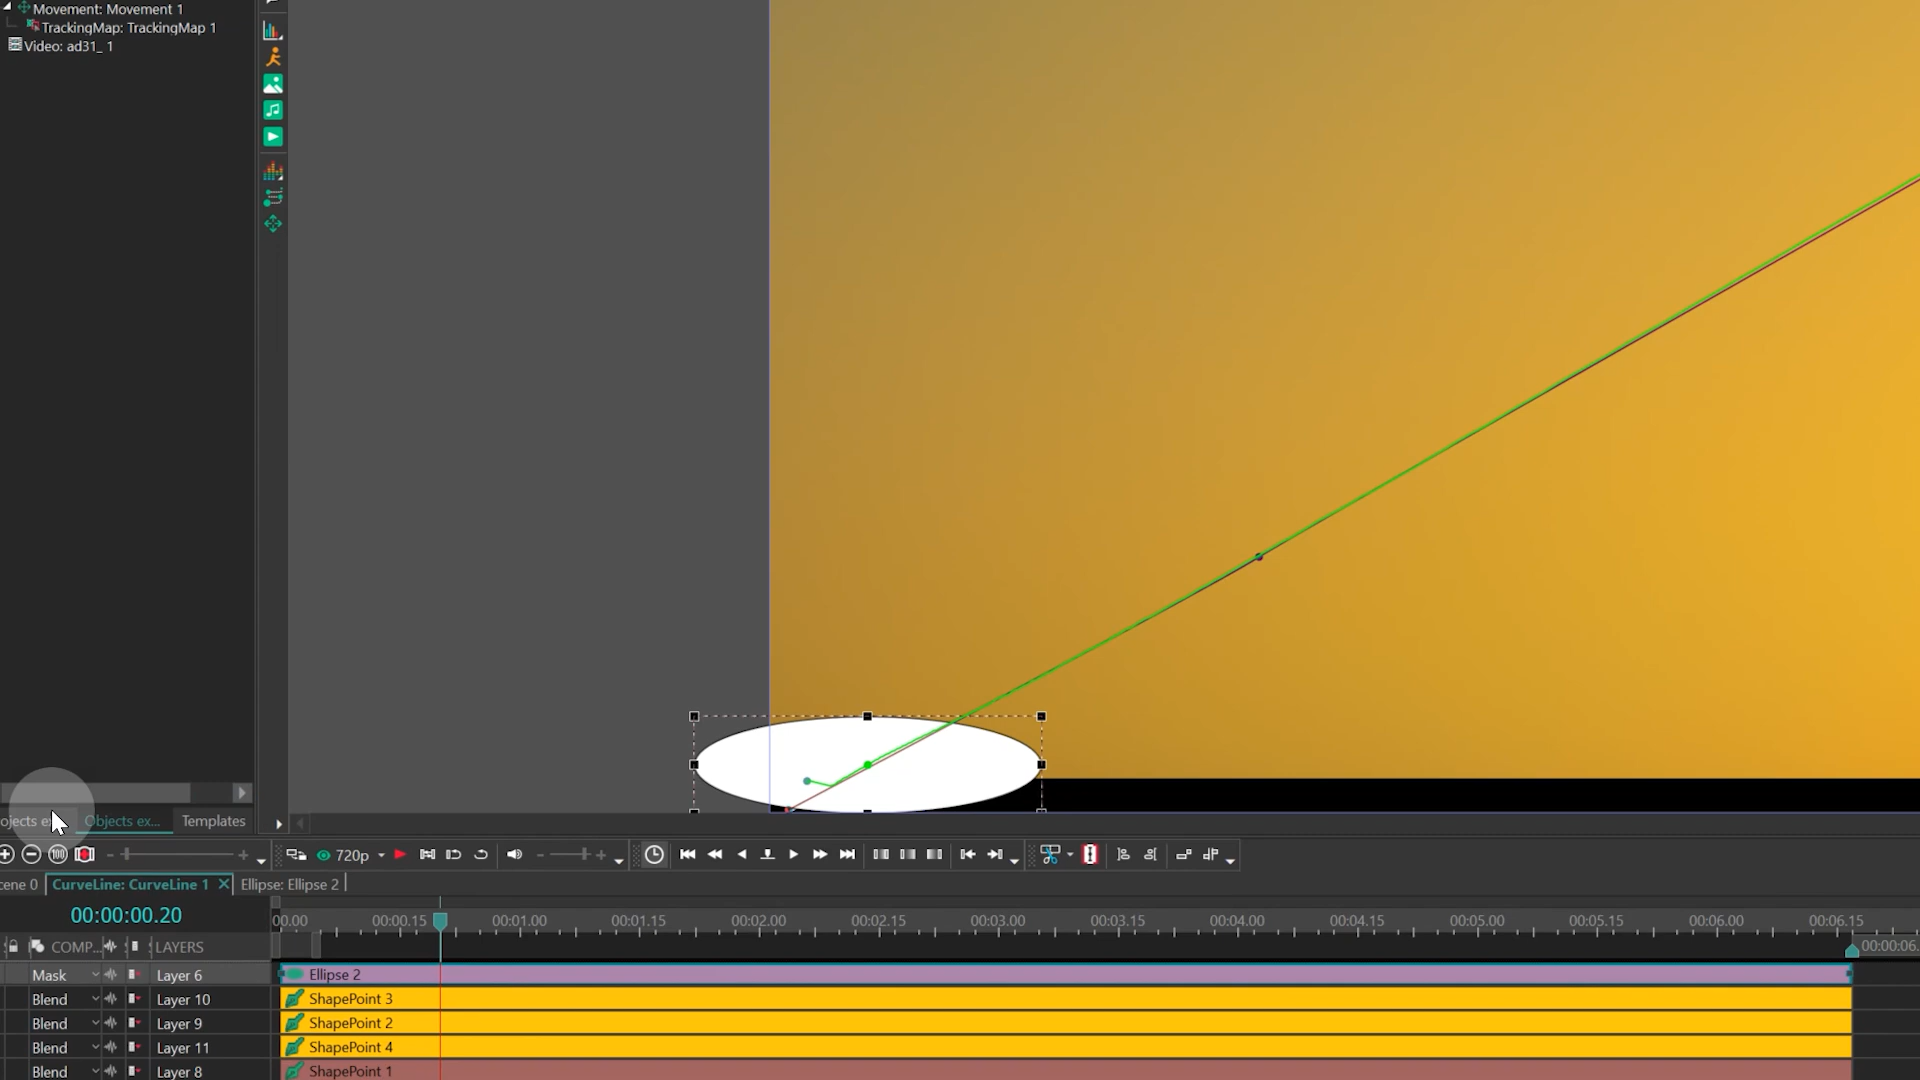 Movement: Movement 1
TrackingMap: TrackingMap 1
Video: ad31_ 1
ojects e
Objects ex...
Templates
100
720p
cene 0
CurveLine: CurveLine 1
Ellipse: Ellipse 2
00:00:00.20
00.00
00:00.15
00:01.00
00:01.15
00:02.00
00:02.15
00:03.00
00:03.15
00:04.00
00:04.15
00:05.00
00:05.15
00:06.00
00:06.15
COMP...
LAYERS
00:00:06.
Mask
Layer 6
Ellipse 2
Blend
Layer 10
ShapePoint 3
Blend
Layer 9
ShapePoint 2
Blend
Layer 11
ShapePoint 4
Blend
Layer 8
ShapePoint 1